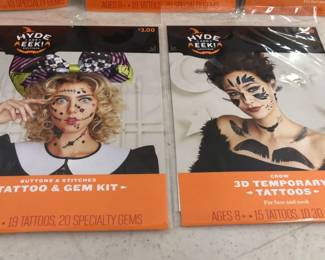 HYDE
AND
EEK!
$3.00
BUTTONS & STITCHES
TATTOO & GEM KIT
19 TATTOOS, 20 SPECIALTY GEMS
HYDE
AND
EEK!
TATTOOS
CROW
3D TEMPORARY
TATTOOS
For face and neck
AGES 8+ • 15 TATTOOS, 10 3D